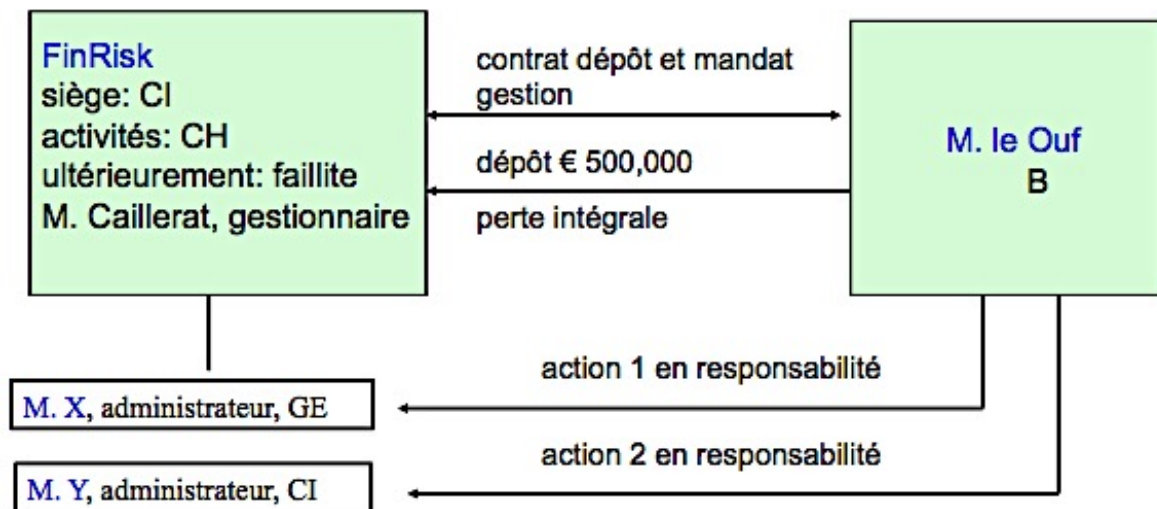 FinRisk
siège: CI
activités: CH
ultérieurement: faillite
M. Caillerat, gestionnaire
contrat dépôt et mandat
gestion
dépôt € 500,000
perte intégrale
M. le Ouf
B
action 1 en responsabilité
M. X, administrateur, GE
action 2 en responsabilité
M. Y, administrateur, CI